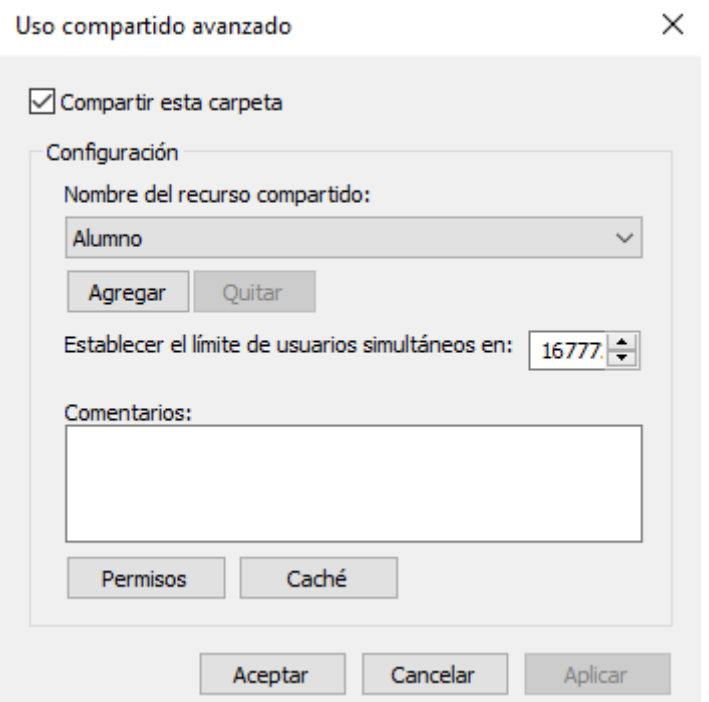 Uso compartido avanzado
Compartir esta carpeta
Configuración
Nombre del recurso compartido:
Alumno
Agregar Quitar
Establecer el límite de usuarios simultáneos en: 16777
Comentarios:
Permisos Caché
Aceptar Cancelar Aplicar